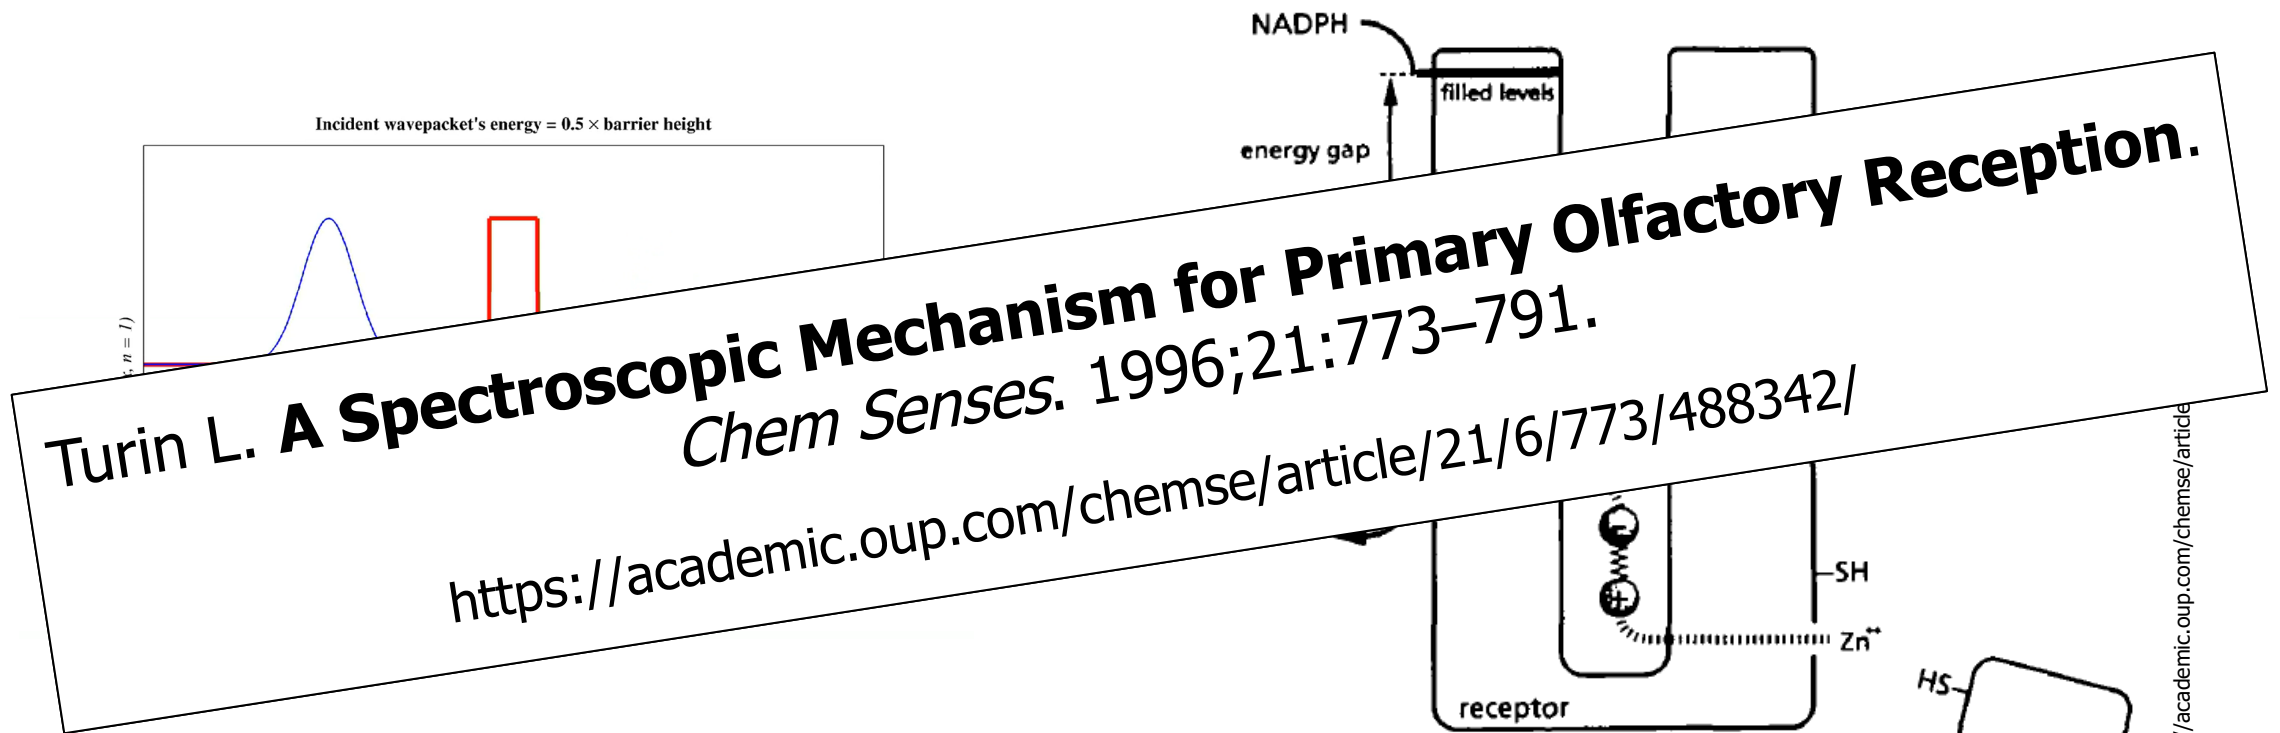 Incident wavepacket's energy = 0.5 × barrier height
n = 1)
NADPH
filled levels
energy gap
Turin L. A Spectroscopic Mechanism for Primary Olfactory Reception.
Chem Senses. 1996;21:773–791.
https://academic.oup.com/chemse/article/21/6/773/488342/
SH
Zn++
receptor
HS
/academic.oup.com/chemse/article